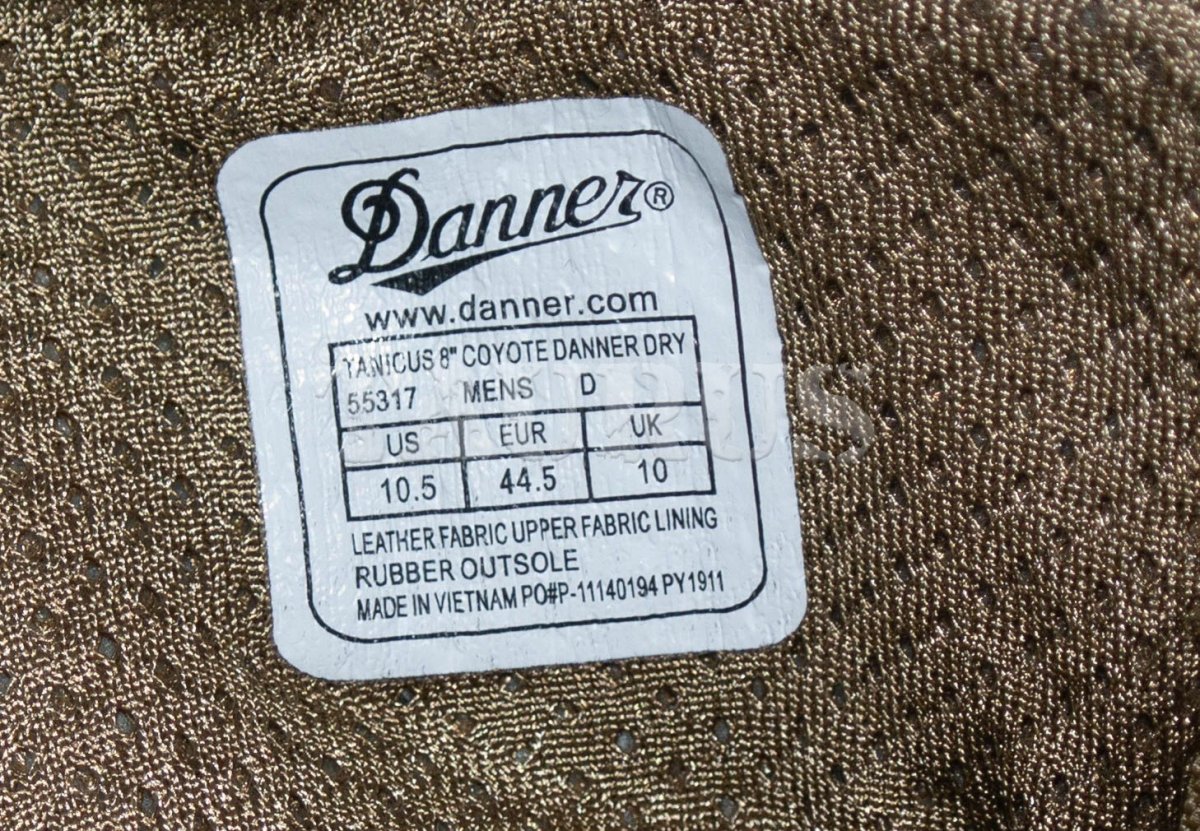 Danner®
www.danner.com
TANICUS 8" COYOTE DANNER DRY
55317 MENS D
US EUR UK
10.5 44.5 10
LEATHER FABRIC UPPER FABRIC LINING
RUBBER OUTSOLE
MADE IN VIETNAM PO#P-11140194 PY1911